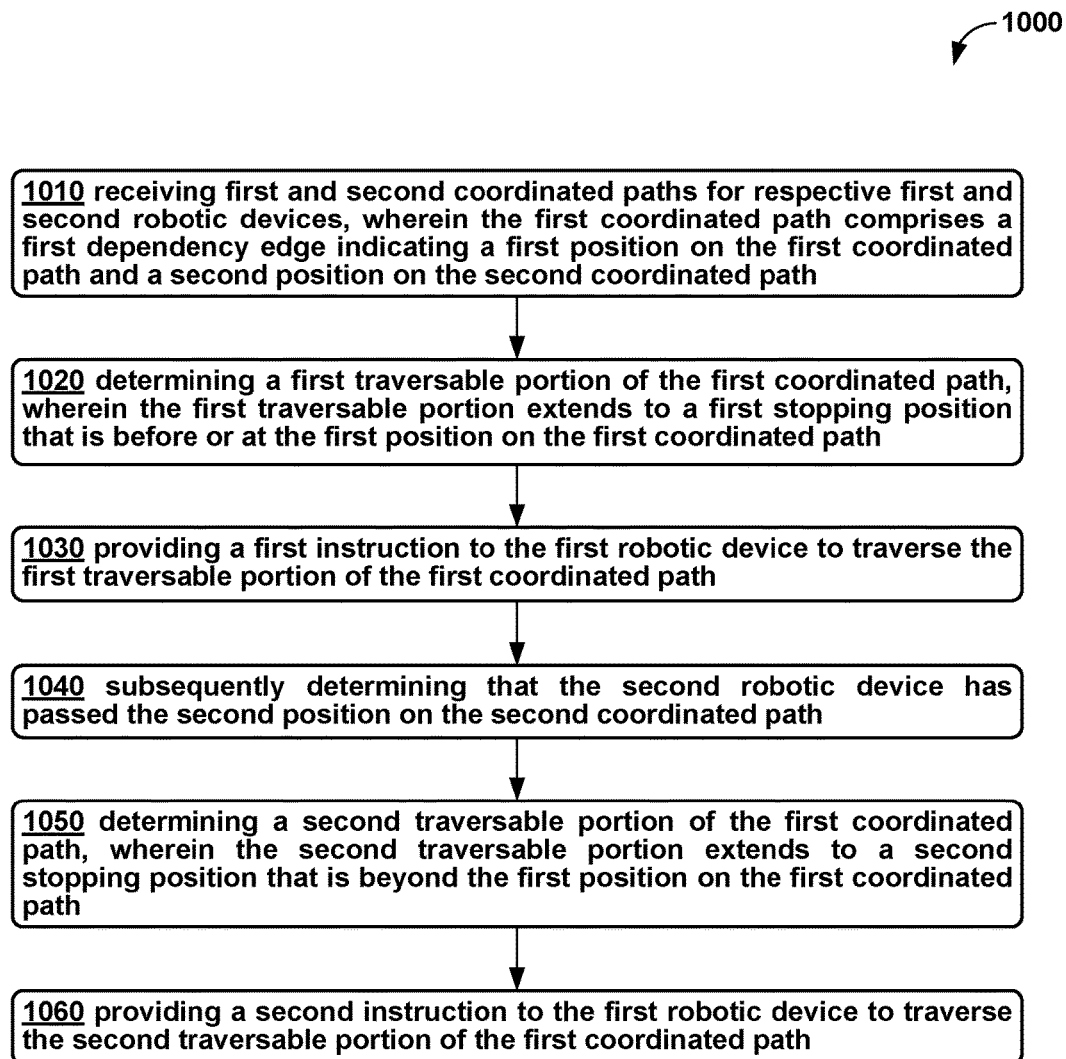 1000
1010 receiving first and second coordinated paths for respective first and
second robotic devices, wherein the first coordinated path comprises a
first dependency edge indicating a first position on the first coordinated
path and a second position on the second coordinated path
1020 determining a first traversable portion of the first coordinated path,
wherein the first traversable portion extends to a first stopping position
that is before or at the first position on the first coordinated path
1030 providing a first instruction to the first robotic device to traverse the
first traversable portion of the first coordinated path
1040 subsequently determining that the second robotic device has
passed the second position on the second coordinated path
1050 determining a second traversable portion of the first coordinated
path, wherein the second traversable portion extends to a second
stopping position that is beyond the first position on the first coordinated
path
1060 providing a second instruction to the first robotic device to traverse
the second traversable portion of the first coordinated path